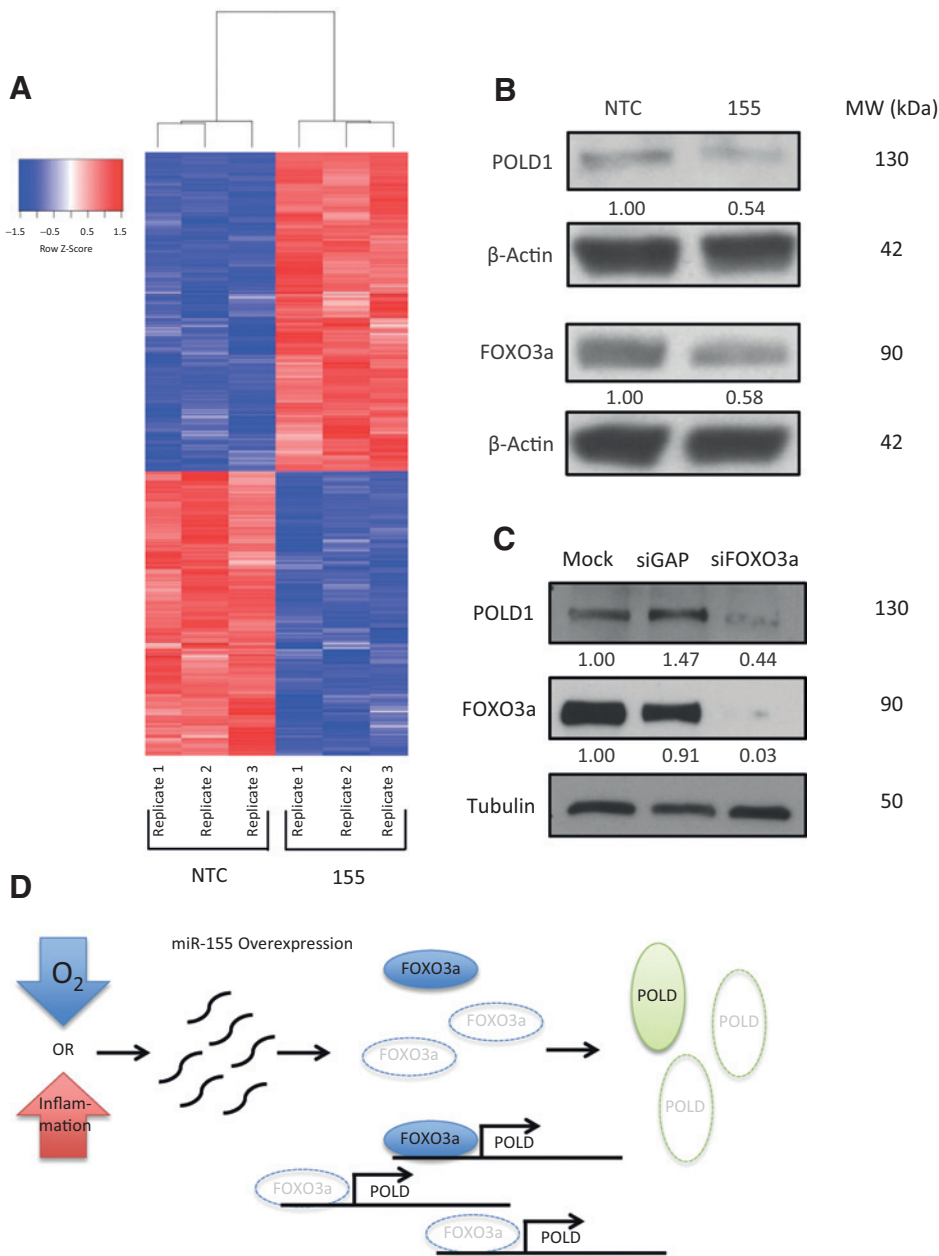 A
−1.5 −0.5 0.5 1.5
Row Z-Score
Replicate 1
Replicate 2
Replicate 3
Replicate 1
Replicate 2
Replicate 3
NTC 155
B
NTC 155 MW (kDa)
POLD1 130
1.00 0.54
β-Actin 42
FOXO3a 90
1.00 0.58
β-Actin 42
C
Mock siGAP siFOXO3a
POLD1 130
1.00 1.47 0.44
FOXO3a 90
1.00 0.91 0.03
Tubulin 50
D
O2
OR
Inflam-
mation
miR-155 Overexpression
FOXO3a
FOXO3a
FOXO3a
POLD
POLD
POLD
FOXO3a POLD
FOXO3a POLD
FOXO3a POLD